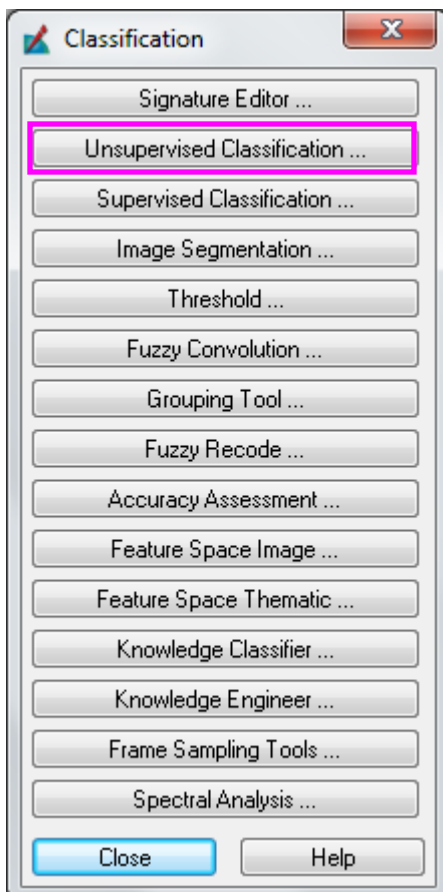 Classification
Signature Editor ...
Unsupervised Classification ...
Supervised Classification ...
Image Segmentation ...
Threshold ...
Fuzzy Convolution ...
Grouping Tool ...
Fuzzy Recode ...
Accuracy Assessment ...
Feature Space Image ...
Feature Space Thematic ...
Knowledge Classifier ...
Knowledge Engineer ...
Frame Sampling Tools ...
Spectral Analysis ...
Close Help